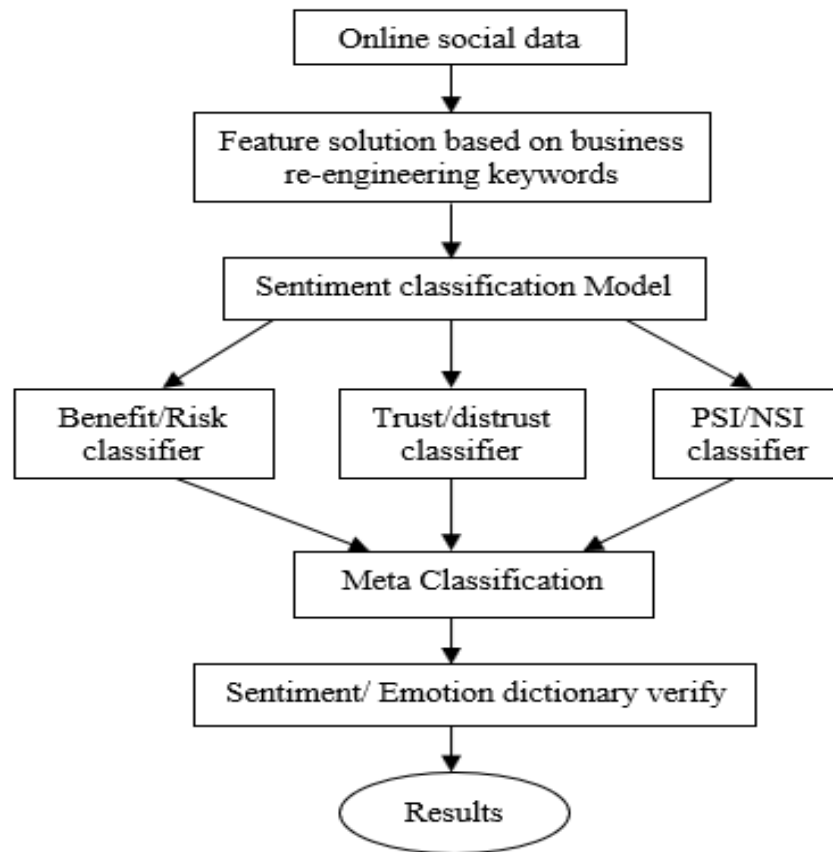 Online social data
Feature solution based on business
re-engineering keywords
Sentiment classification Model
Benefit/Risk
classifier
Trust/distrust
classifier
PSI/NSI
classifier
Meta Classification
Sentiment/ Emotion dictionary verify
Results